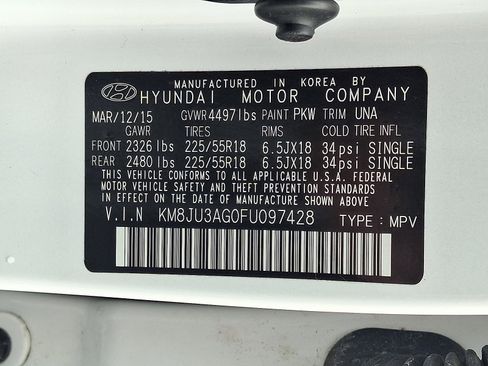 MANUFACTURED IN KOREA BY
HYUNDAI MOTOR COMPANY
MAR/12/15 GVWR 4497lbs PAINT PKW TRIM UNA
GAWR TIRES RIMS COLD TIRE INFL
FRONT 2326 lbs 225/55R18 6.5JX18 34psi SINGLE
REAR 2480 lbs 225/55R18 6.5JX18 34psi SINGLE
THIS VEHICLE CONFORMS TO ALL APPLICABLE U.S.A. FEDERAL
MOTOR VEHICLE SAFETY, BUMPER, AND THEFT PREVENTION
STANDARDS IN EFFECT ON THE DATE OF MANUFACTURE SHOWN ABOVE
V.I.N KM8JU3AG0FU097428 TYPE : MPV